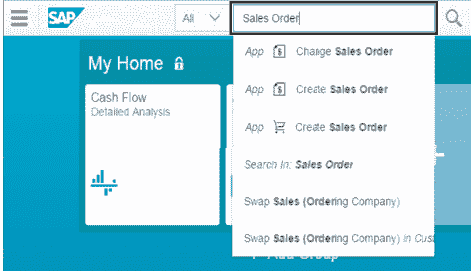 SAP
All
Sales Order
My Home
Cash Flow
Detailed Analysis
App Change Sales Order
App Create Sales Order
App Create Sales Order
Search In: Sales Order
Swap Sales (Ordering Company)
Swap Sales (Ordering Company) in Cust
Add Group